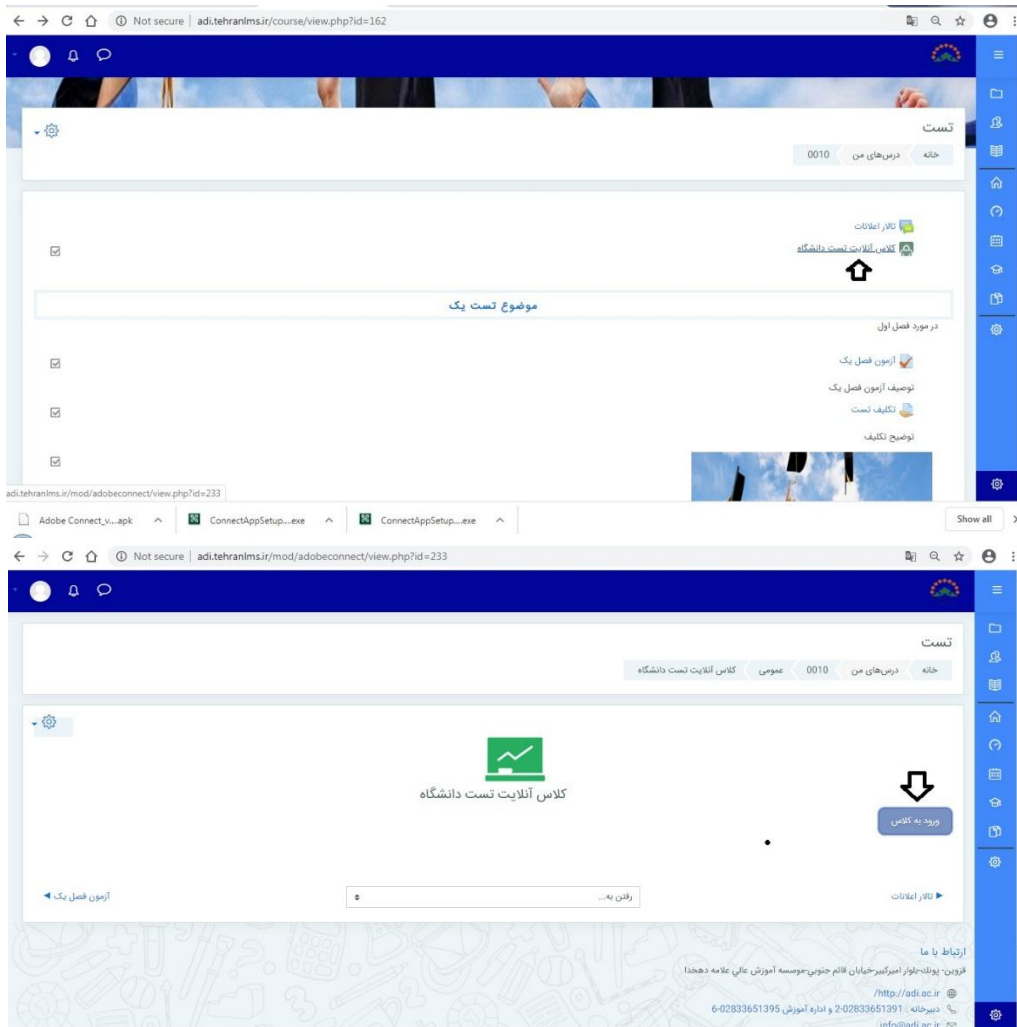 Not secure | adi.tehranlms.ir/course/view.php?id=162
تست
خانه درس‌های من 0010
تالار اعلانات
کلاس آنلایت تست دانشگاه
موضوع تست یک
در مورد فصل اول
آزمون فصل یک
توصیف آزمون فصل یک
تکلیف تست
توضیح تکلیف
adi.tehranlms.ir/mod/adobeconnect/view.php?id=233
Adobe Connect_v....apk ConnectAppSetup....exe ConnectAppSetup....exe Show all
Not secure | adi.tehranlms.ir/mod/adobeconnect/view.php?id=233
تست
خانه درس‌های من 0010 عمومی کلاس آنلایت تست دانشگاه
کلاس آنلایت تست دانشگاه
ورود به کلاس
◄ تالار اعلانات رفتن به... آزمون فصل یک ►
ارتباط با ما
قزوین- پونک-بلوار امیرکبیر-خیابان قائم جنوبی-موسسه آموزش عالی علامه دهخدا
http://adi.ac.ir/
دبیرخانه : 02833651391-2 و اداره آموزش 02833651395-6
info@adi.ac.ir